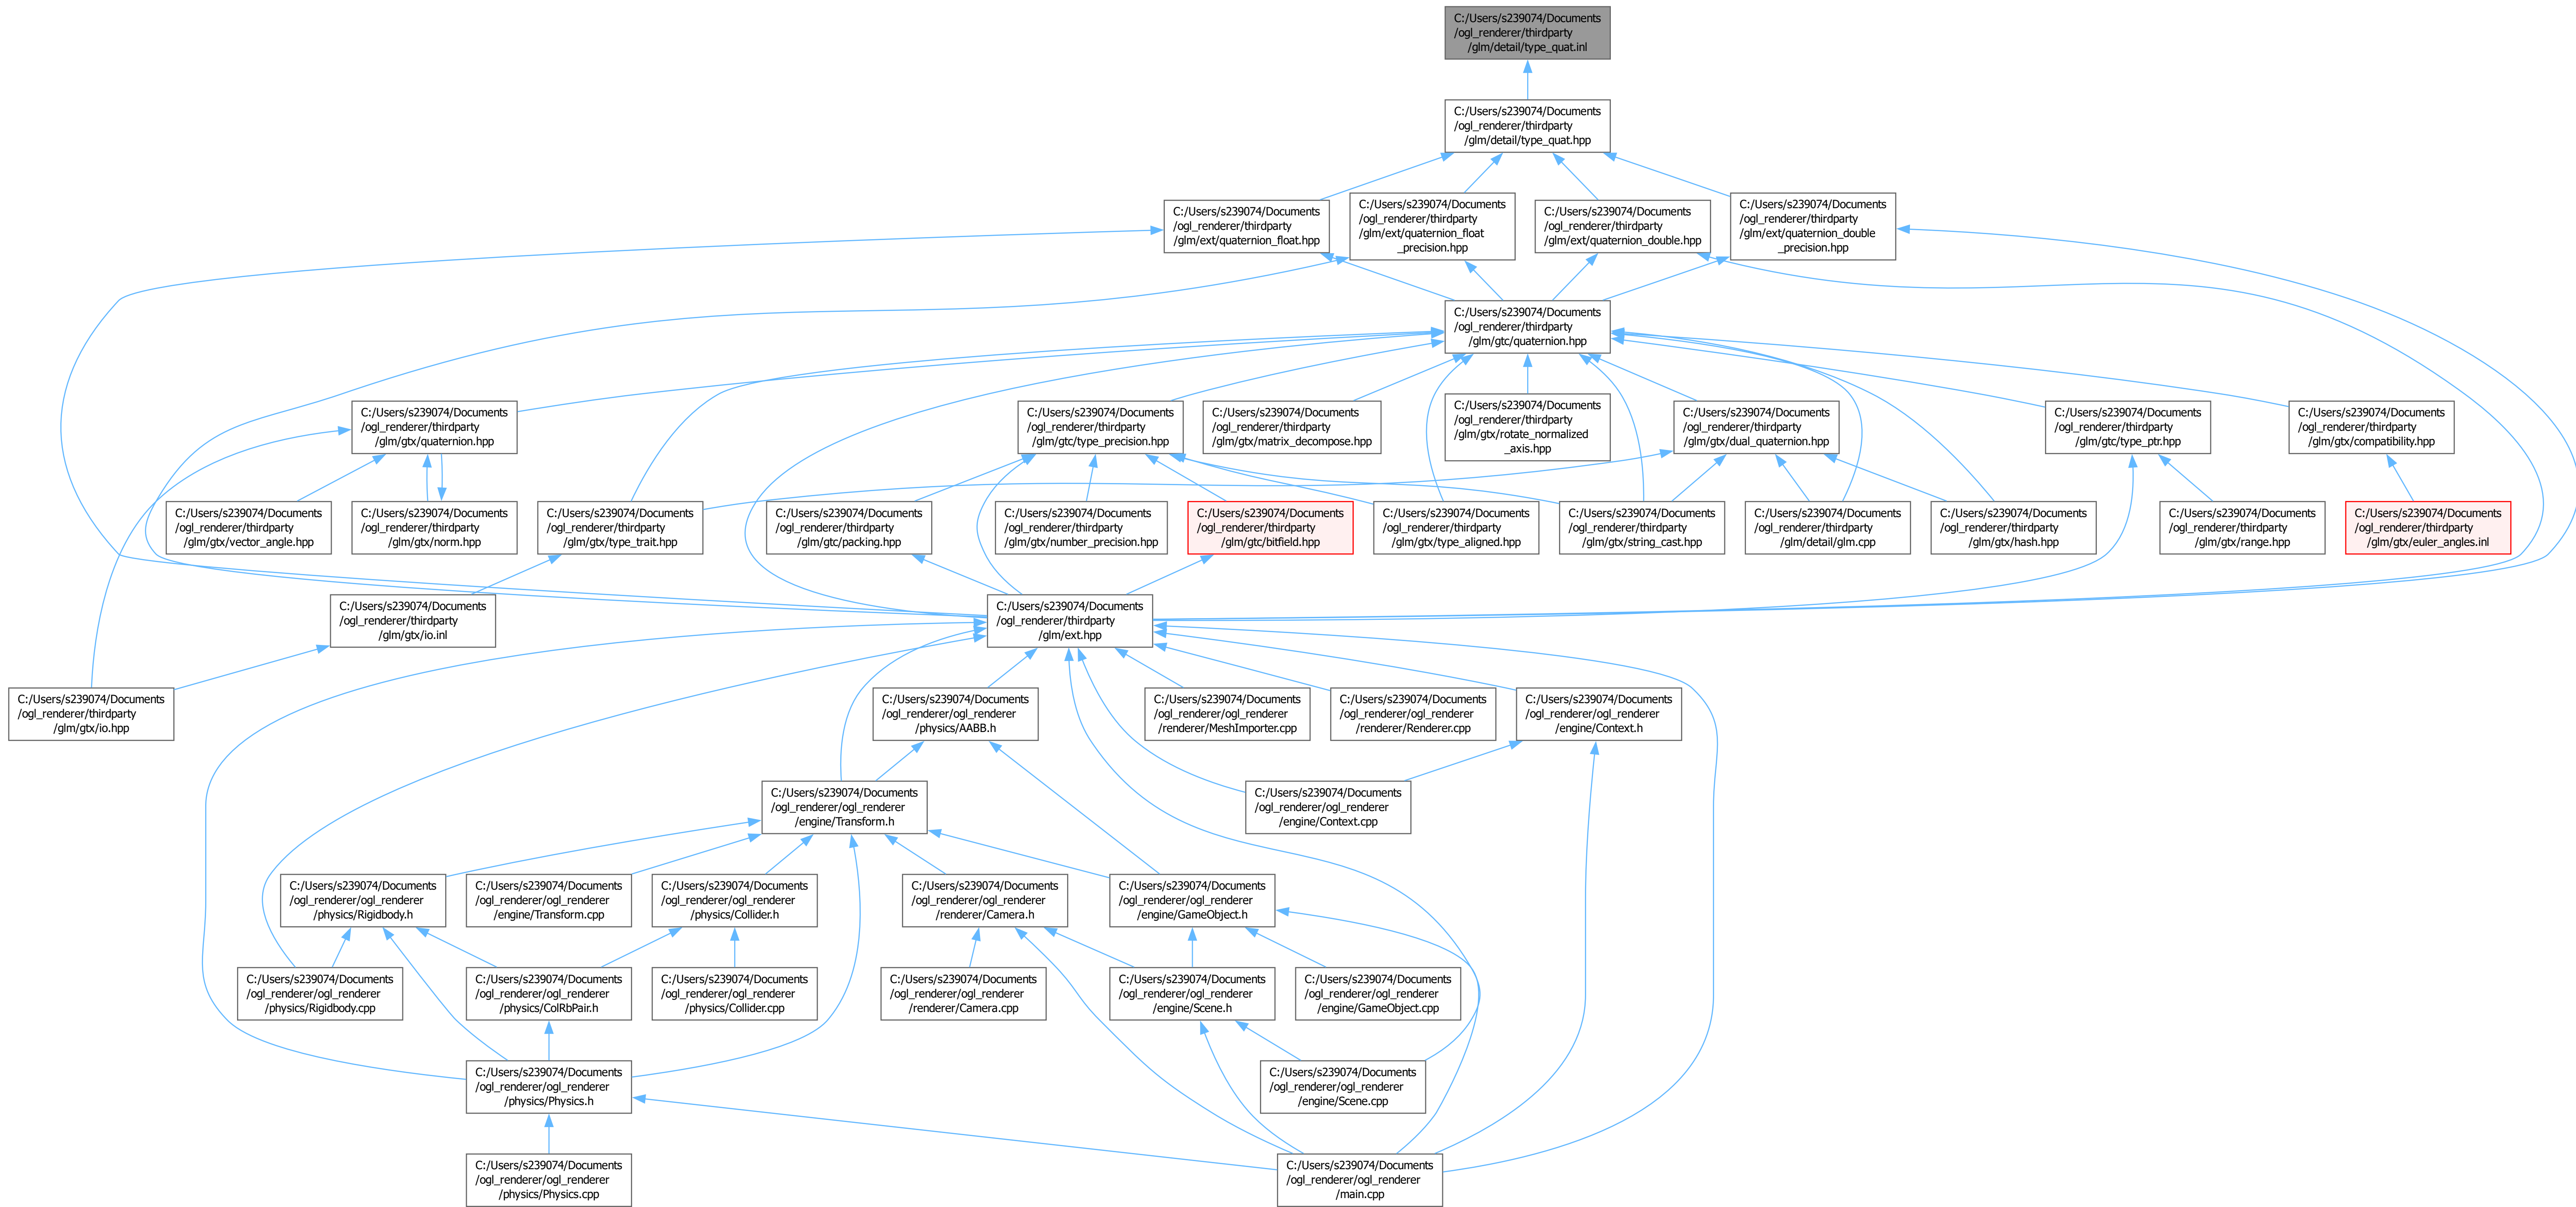 C:/Users/s239074/Documents
/ogl_renderer/thirdparty
/glm/detail/type_quat.inl
C:/Users/s239074/Documents
/ogl_renderer/thirdparty
/glm/detail/type_quat.hpp
C:/Users/s239074/Documents
/ogl_renderer/thirdparty
/glm/ext/quaternion_float.hpp
C:/Users/s239074/Documents
/ogl_renderer/thirdparty
/glm/ext/quaternion_float
_precision.hpp
C:/Users/s239074/Documents
/ogl_renderer/thirdparty
/glm/ext/quaternion_double.hpp
C:/Users/s239074/Documents
/ogl_renderer/thirdparty
/glm/ext/quaternion_double
_precision.hpp
C:/Users/s239074/Documents
/ogl_renderer/thirdparty
/glm/gtc/quaternion.hpp
C:/Users/s239074/Documents
/ogl_renderer/thirdparty
/glm/gtx/quaternion.hpp
C:/Users/s239074/Documents
/ogl_renderer/thirdparty
/glm/gtc/type_precision.hpp
C:/Users/s239074/Documents
/ogl_renderer/thirdparty
/glm/gtx/matrix_decompose.hpp
C:/Users/s239074/Documents
/ogl_renderer/thirdparty
/glm/gtx/rotate_normalized
_axis.hpp
C:/Users/s239074/Documents
/ogl_renderer/thirdparty
/glm/gtx/dual_quaternion.hpp
C:/Users/s239074/Documents
/ogl_renderer/thirdparty
/glm/gtc/type_ptr.hpp
C:/Users/s239074/Documents
/ogl_renderer/thirdparty
/glm/gtx/compatibility.hpp
C:/Users/s239074/Documents
/ogl_renderer/thirdparty
/glm/gtx/vector_angle.hpp
C:/Users/s239074/Documents
/ogl_renderer/thirdparty
/glm/gtx/norm.hpp
C:/Users/s239074/Documents
/ogl_renderer/thirdparty
/glm/gtx/type_trait.hpp
C:/Users/s239074/Documents
/ogl_renderer/thirdparty
/glm/gtc/packing.hpp
C:/Users/s239074/Documents
/ogl_renderer/thirdparty
/glm/gtx/number_precision.hpp
C:/Users/s239074/Documents
/ogl_renderer/thirdparty
/glm/gtc/bitfield.hpp
C:/Users/s239074/Documents
/ogl_renderer/thirdparty
/glm/gtx/type_aligned.hpp
C:/Users/s239074/Documents
/ogl_renderer/thirdparty
/glm/gtx/string_cast.hpp
C:/Users/s239074/Documents
/ogl_renderer/thirdparty
/glm/detail/glm.cpp
C:/Users/s239074/Documents
/ogl_renderer/thirdparty
/glm/gtx/hash.hpp
C:/Users/s239074/Documents
/ogl_renderer/thirdparty
/glm/gtx/range.hpp
C:/Users/s239074/Documents
/ogl_renderer/thirdparty
/glm/gtx/euler_angles.inl
C:/Users/s239074/Documents
/ogl_renderer/thirdparty
/glm/gtx/io.inl
C:/Users/s239074/Documents
/ogl_renderer/thirdparty
/glm/ext.hpp
C:/Users/s239074/Documents
/ogl_renderer/thirdparty
/glm/gtx/io.hpp
C:/Users/s239074/Documents
/ogl_renderer/ogl_renderer
/physics/AABB.h
C:/Users/s239074/Documents
/ogl_renderer/ogl_renderer
/renderer/MeshImporter.cpp
C:/Users/s239074/Documents
/ogl_renderer/ogl_renderer
/renderer/Renderer.cpp
C:/Users/s239074/Documents
/ogl_renderer/ogl_renderer
/engine/Context.h
C:/Users/s239074/Documents
/ogl_renderer/ogl_renderer
/engine/Transform.h
C:/Users/s239074/Documents
/ogl_renderer/ogl_renderer
/engine/Context.cpp
C:/Users/s239074/Documents
/ogl_renderer/ogl_renderer
/physics/Rigidbody.h
C:/Users/s239074/Documents
/ogl_renderer/ogl_renderer
/engine/Transform.cpp
C:/Users/s239074/Documents
/ogl_renderer/ogl_renderer
/physics/Collider.h
C:/Users/s239074/Documents
/ogl_renderer/ogl_renderer
/renderer/Camera.h
C:/Users/s239074/Documents
/ogl_renderer/ogl_renderer
/engine/GameObject.h
C:/Users/s239074/Documents
/ogl_renderer/ogl_renderer
/physics/Rigidbody.cpp
C:/Users/s239074/Documents
/ogl_renderer/ogl_renderer
/physics/ColRbPair.h
C:/Users/s239074/Documents
/ogl_renderer/ogl_renderer
/physics/Collider.cpp
C:/Users/s239074/Documents
/ogl_renderer/ogl_renderer
/renderer/Camera.cpp
C:/Users/s239074/Documents
/ogl_renderer/ogl_renderer
/engine/Scene.h
C:/Users/s239074/Documents
/ogl_renderer/ogl_renderer
/engine/GameObject.cpp
C:/Users/s239074/Documents
/ogl_renderer/ogl_renderer
/physics/Physics.h
C:/Users/s239074/Documents
/ogl_renderer/ogl_renderer
/engine/Scene.cpp
C:/Users/s239074/Documents
/ogl_renderer/ogl_renderer
/physics/Physics.cpp
C:/Users/s239074/Documents
/ogl_renderer/ogl_renderer
/main.cpp